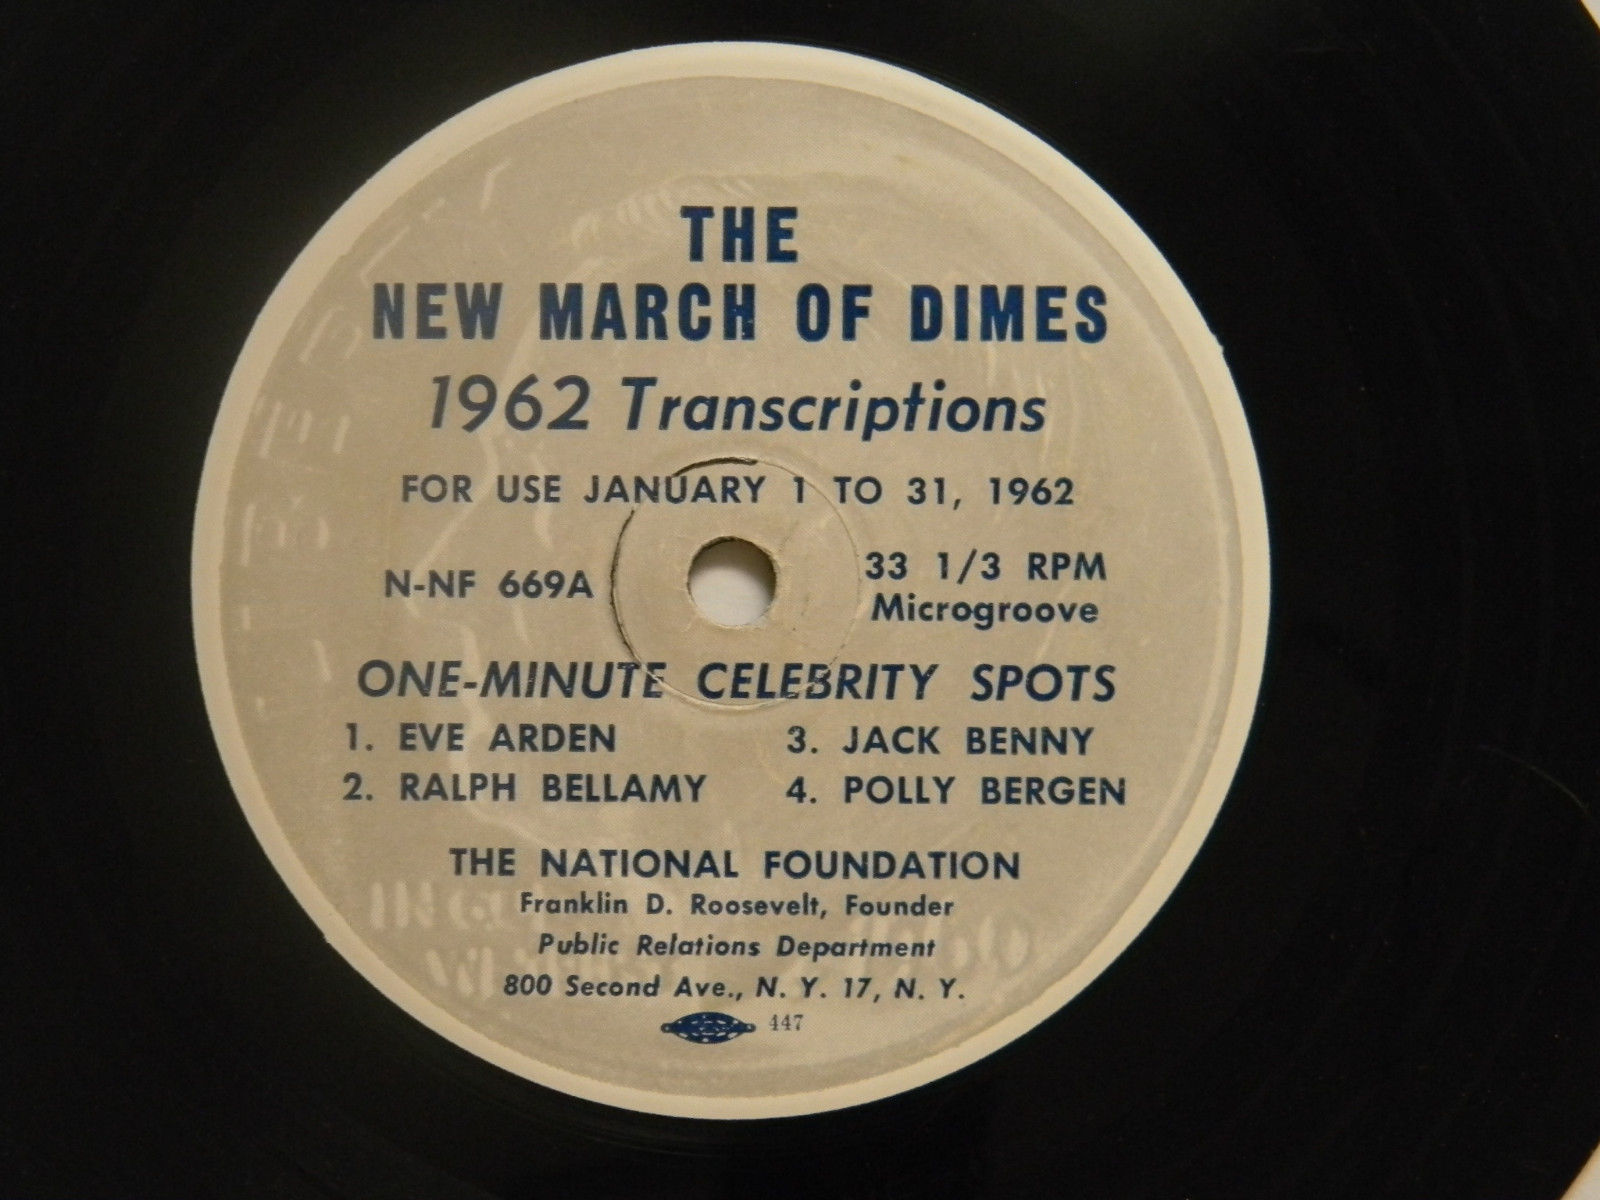 THE
NEW MARCH OF DIMES
1962 Transcriptions
FOR USE JANUARY 1 TO 31, 1962
N-NF 669A
33 1/3 RPM
Microgroove
ONE-MINUTE CELEBRITY SPOTS
1. EVE ARDEN
2. RALPH BELLAMY
3. JACK BENNY
4. POLLY BERGEN
THE NATIONAL FOUNDATION
Franklin D. Roosevelt, Founder
Public Relations Department
800 Second Ave., N. Y. 17, N. Y.
447